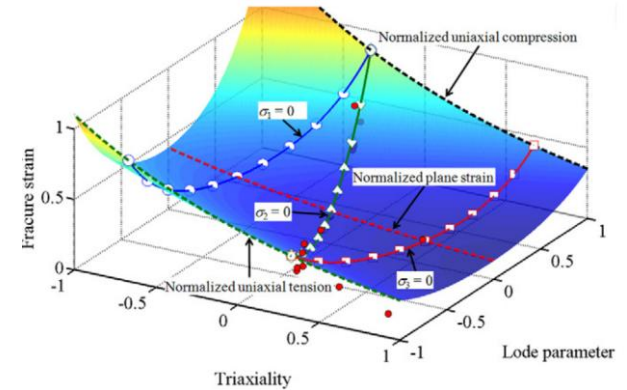 Normalized uniaxial compression
σ₁ = 0
1
Fracure strain
0.5
Normalized plane strain
σ₂ = 0
0
Normalized uniaxial tension
σ₃ = 0
-1
-0.5
0
0.5
1
Triaxiality
-1
-0.5
0
0.5
1
Lode parameter